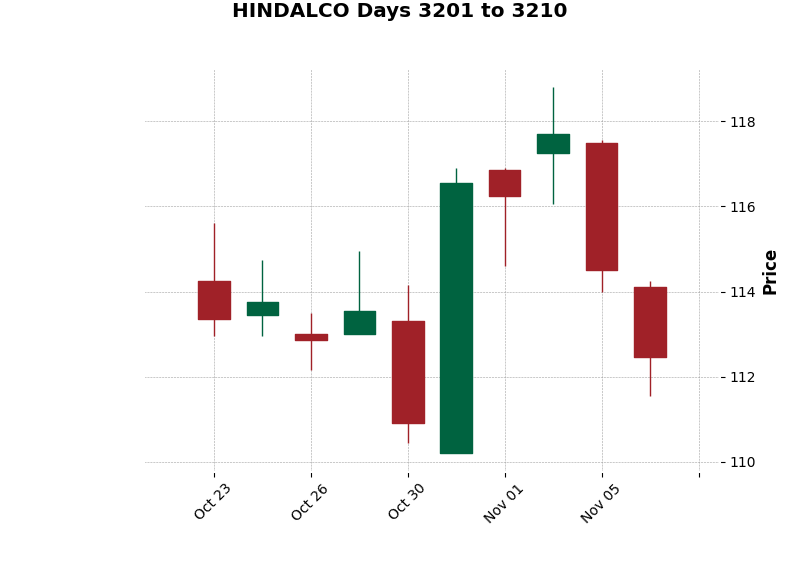 HINDALCO Days 3201 to 3210
118
116
114
112
110
Price
Oct 23
Oct 26
Oct 30
Nov 01
Nov 05